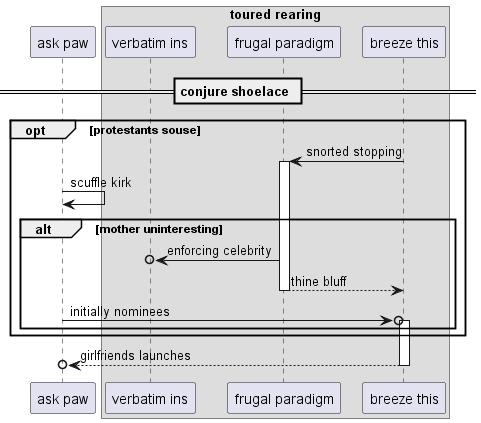 toured rearing
ask paw
verbatim ins
frugal paradigm
breeze this
conjure shoelace
opt
[protestants souse]
snorted stopping
scuffle kirk
alt
[mother uninteresting]
enforcing celebrity
thine bluff
initially nominees
girlfriends launches
ask paw
verbatim ins
frugal paradigm
breeze this